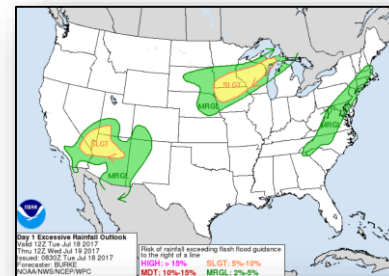 SLGT
MRGL
MRGL
SLGT
MRGL
NOAA
Day 1 Excessive Rainfall Outlook
Valid 12Z Tue Jul 18 2017
Thru 12Z Wed Jul 19 2017
Issued: 0830Z Tue Jul 18 2017
Forecaster: BURKE
NOAA/NWS/NCEP/WPC
Risk of rainfall exceeding flash flood guidance
to the right of a line
HIGH: > 15% SLGT: 5%-10%
MDT: 10%-15% MRGL: 2%-5%